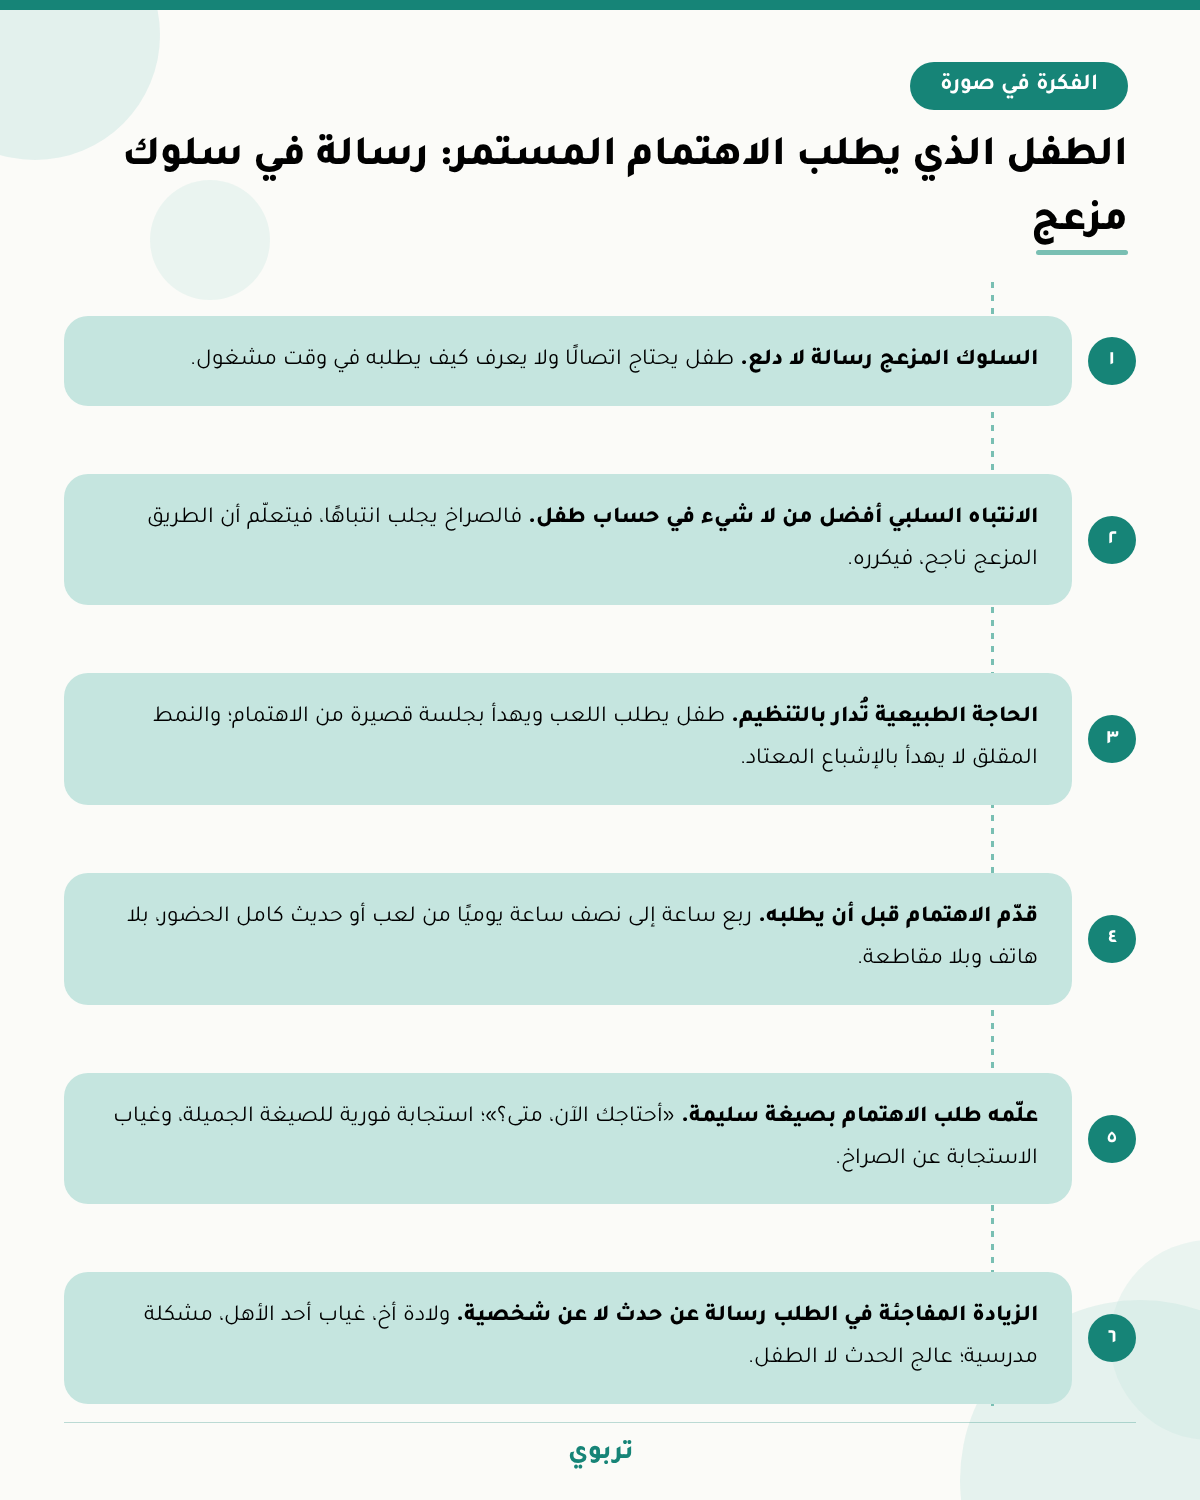 الفكرة في صورة
الطفل الذي يطلب الاهتمام المستمر: رسالة في سلوك
مزعج
١
السلوك المزعج رسالة لا دلع. طفل يحتاج اتصالًا ولا يعرف كيف يطلبه في وقت مشغول.
٢
الانتباه السلبي أفضل من لا شيء في حساب طفل. فالصراخ يجلب انتباهًا، فيتعلّم أن الطريق
المزعج ناجح، فيكرره.
٣
الحاجة الطبيعية تُدار بالتنظيم. طفل يطلب اللعب ويهدأ بجلسة قصيرة من الاهتمام؛ والنمط
المقلق لا يهدأ بالإشباع المعتاد.
٤
قدّم الاهتمام قبل أن يطلبه. ربع ساعة إلى نصف ساعة يوميًا من لعب أو حديث كامل الحضور، بلا
هاتف وبلا مقاطعة.
٥
علّمه طلب الاهتمام بصيغة سليمة. «أحتاجك الآن، متى؟»؛ استجابة فورية للصيغة الجميلة، وغياب
الاستجابة عن الصراخ.
٦
الزيادة المفاجئة في الطلب رسالة عن حدث لا عن شخصية. ولادة أخ، غياب أحد الأهل، مشكلة
مدرسية؛ عالج الحدث لا الطفل.
تربوي